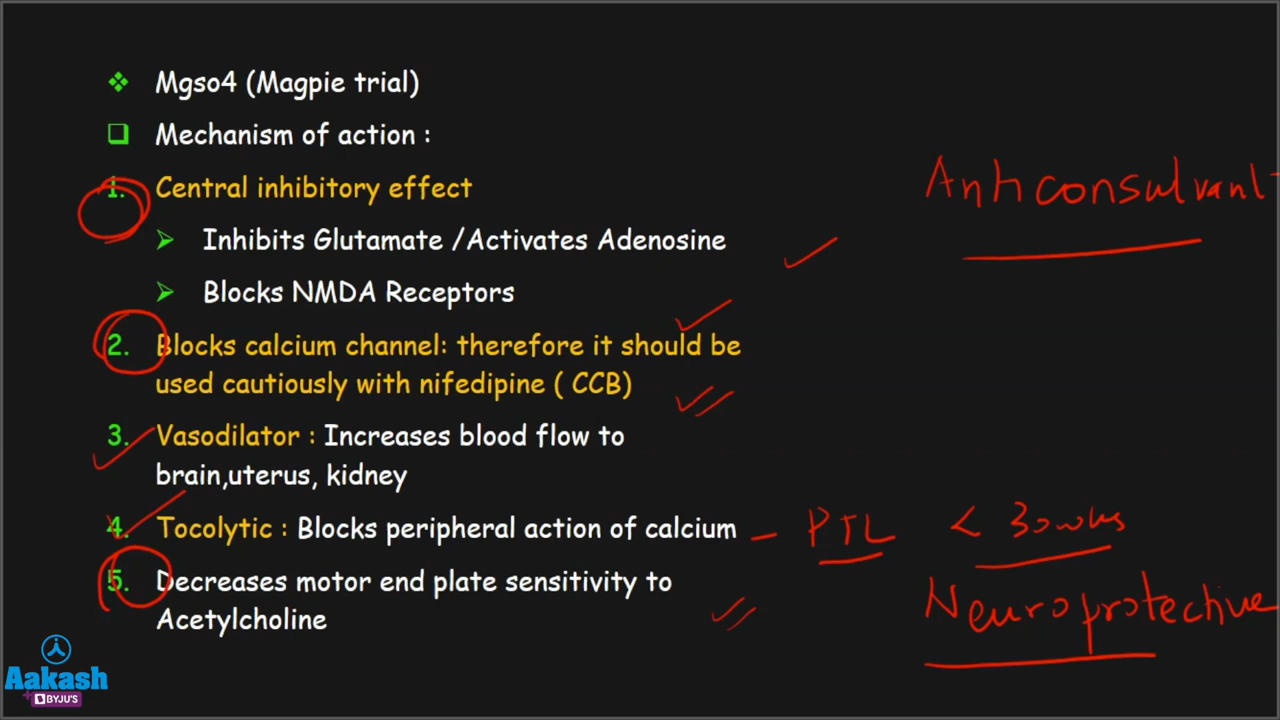 Mgso4 (Magpie trial)
Mechanism of action :
1. Central inhibitory effect
Inhibits Glutamate /Activates Adenosine
Blocks NMDA Receptors
2. Blocks calcium channel: therefore it should be
used cautiously with nifedipine ( CCB)
3. Vasodilator : Increases blood flow to
brain,uterus, kidney
4. Tocolytic : Blocks peripheral action of calcium
5. Decreases motor end plate sensitivity to
Acetylcholine
Anticonsulvant
- PTL < 30wks
Neuroprotective
Aakash
+ BYJU'S